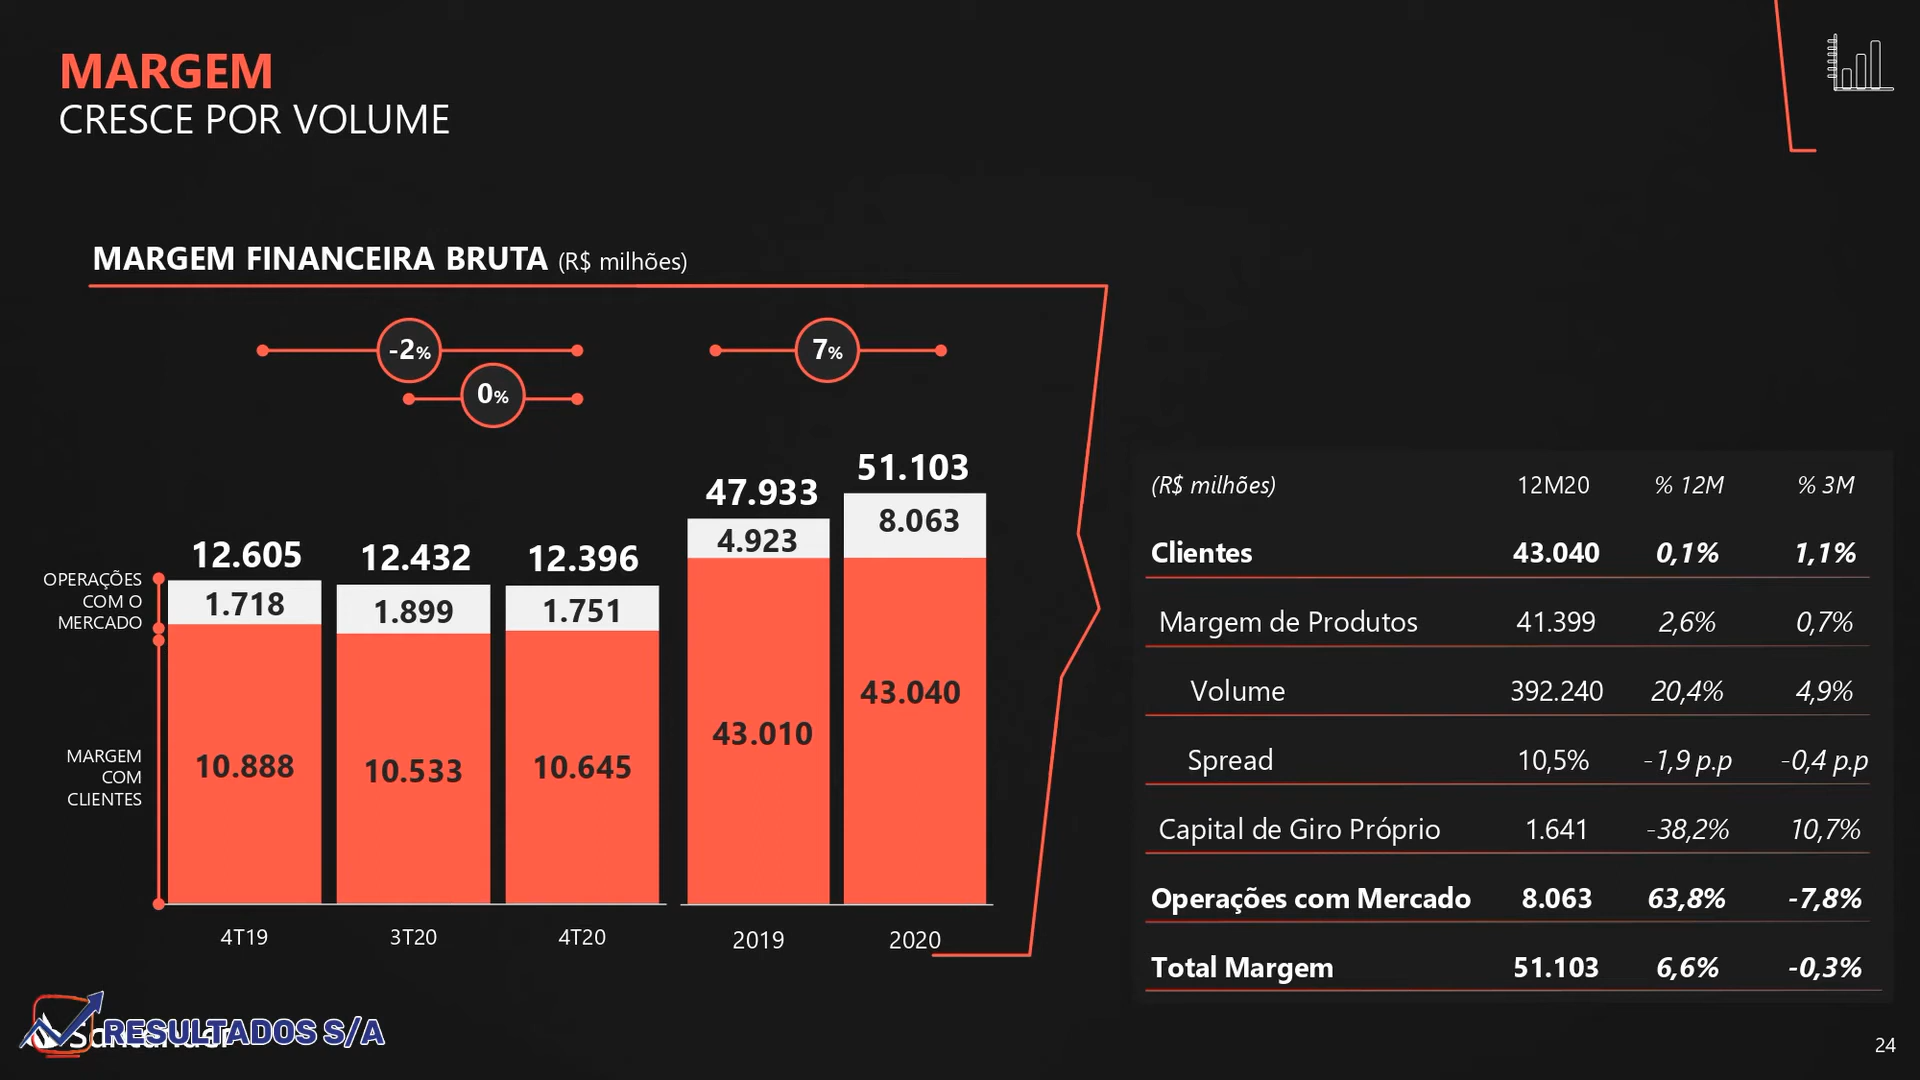 MARGEM
CRESCE POR VOLUME
MARGEM FINANCEIRA BRUTA (R$ milhões)
-2%
0%
7%
12.605
12.432
12.396
47.933
51.103
1.718
1.899
1.751
4.923
8.063
10.888
10.533
10.645
43.010
43.040
OPERAÇÕES
COM O
MERCADO
MARGEM
COM
CLIENTES
4T19
3T20
4T20
2019
2020
(R$ milhões) 12M20 % 12M % 3M
Clientes 43.040 0,1% 1,1%
Margem de Produtos 41.399 2,6% 0,7%
Volume 392.240 20,4% 4,9%
Spread 10,5% -1,9 p.p -0,4 p.p
Capital de Giro Próprio 1.641 -38,2% 10,7%
Operações com Mercado 8.063 63,8% -7,8%
Total Margem 51.103 6,6% -0,3%
Santander
RESULTADOS S/A
24